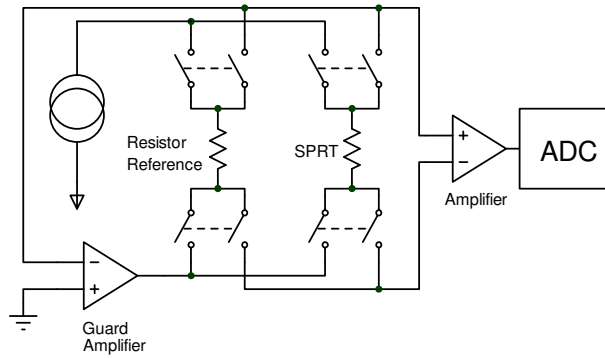 Resistor
Reference
SPRT
+
−
ADC
Amplifier
−
+
Guard
Amplifier